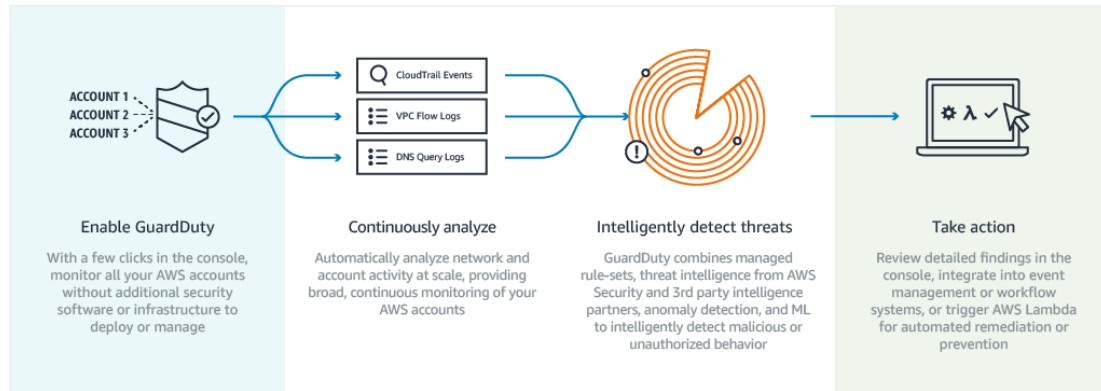 ACCOUNT 1
ACCOUNT 2
ACCOUNT 3
CloudTrail Events
VPC Flow Logs
DNS Query Logs
Enable GuardDuty
With a few clicks in the console,
monitor all your AWS accounts
without additional security
software or infrastructure to
deploy or manage
Continuously analyze
Automatically analyze network and
account activity at scale, providing
broad, continuous monitoring of your
AWS accounts
Intelligently detect threats
GuardDuty combines managed
rule-sets, threat intelligence from AWS
Security and 3rd party intelligence
partners, anomaly detection, and ML
to intelligently detect malicious or
unauthorized behavior
λ
Take action
Review detailed findings in the
console, integrate into event
management or workflow
systems, or trigger AWS Lambda
for automated remediation or
prevention